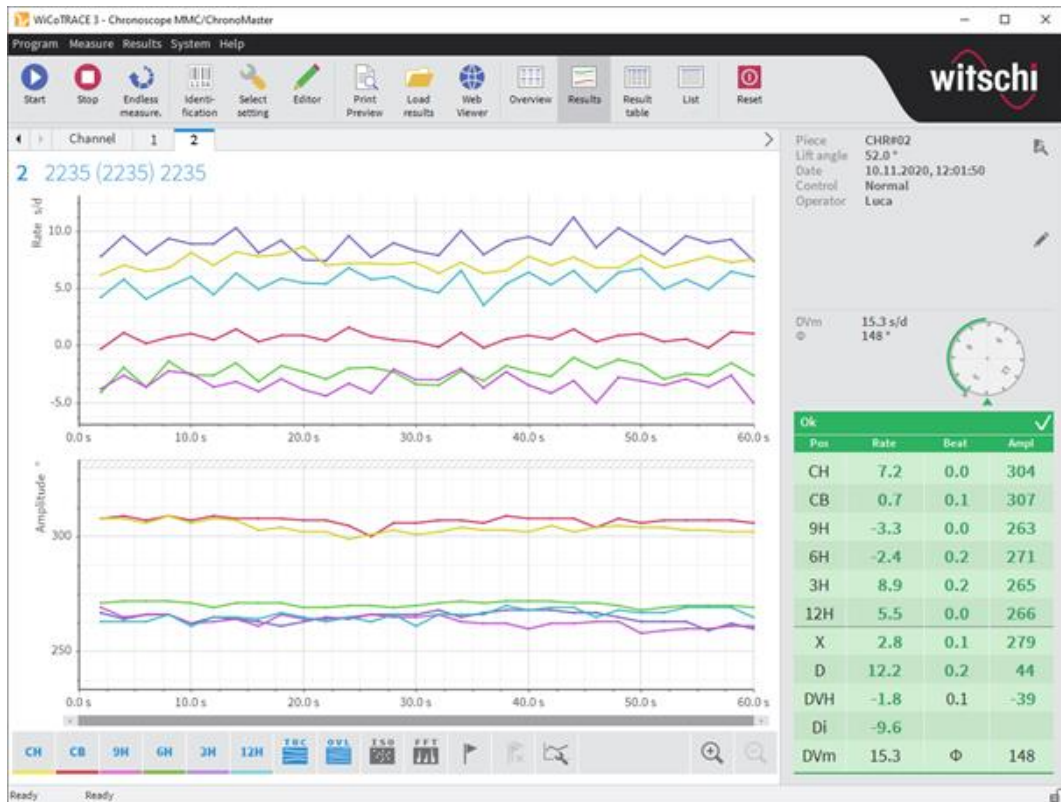 WiCoTRACE 3 - Chronoscope MMC/ChronoMaster
Program Measure Results System Help
Start Stop Endless measure. Identi-fication Select setting Editor Print Preview Load results Web Viewer Overview Results Result table List Reset
witschi
Channel 1 2
2 2235 (2235) 2235
Rate s/d
10.0
5.0
0.0
-5.0
0.0 s 10.0 s 20.0 s 30.0 s 40.0 s 50.0 s 60.0 s
Amplitude °
300
250
0.0 s 10.0 s 20.0 s 30.0 s 40.0 s 50.0 s 60.0 s
CH CB 9H 6H 3H 12H TRC OVL ISO FFT
Ready Ready
Piece CHR#02
Lift angle 52.0 °
Date 10.11.2020, 12:01:50
Control Normal
Operator Luca
DVm 15.3 s/d
Φ 148 °
Ok
Pos Rate Beat Ampl
CH 7.2 0.0 304
CB 0.7 0.1 307
9H -3.3 0.0 263
6H -2.4 0.2 271
3H 8.9 0.2 265
12H 5.5 0.0 266
X 2.8 0.1 279
D 12.2 0.2 44
DVH -1.8 0.1 -39
Di -9.6
DVm 15.3 Φ 148